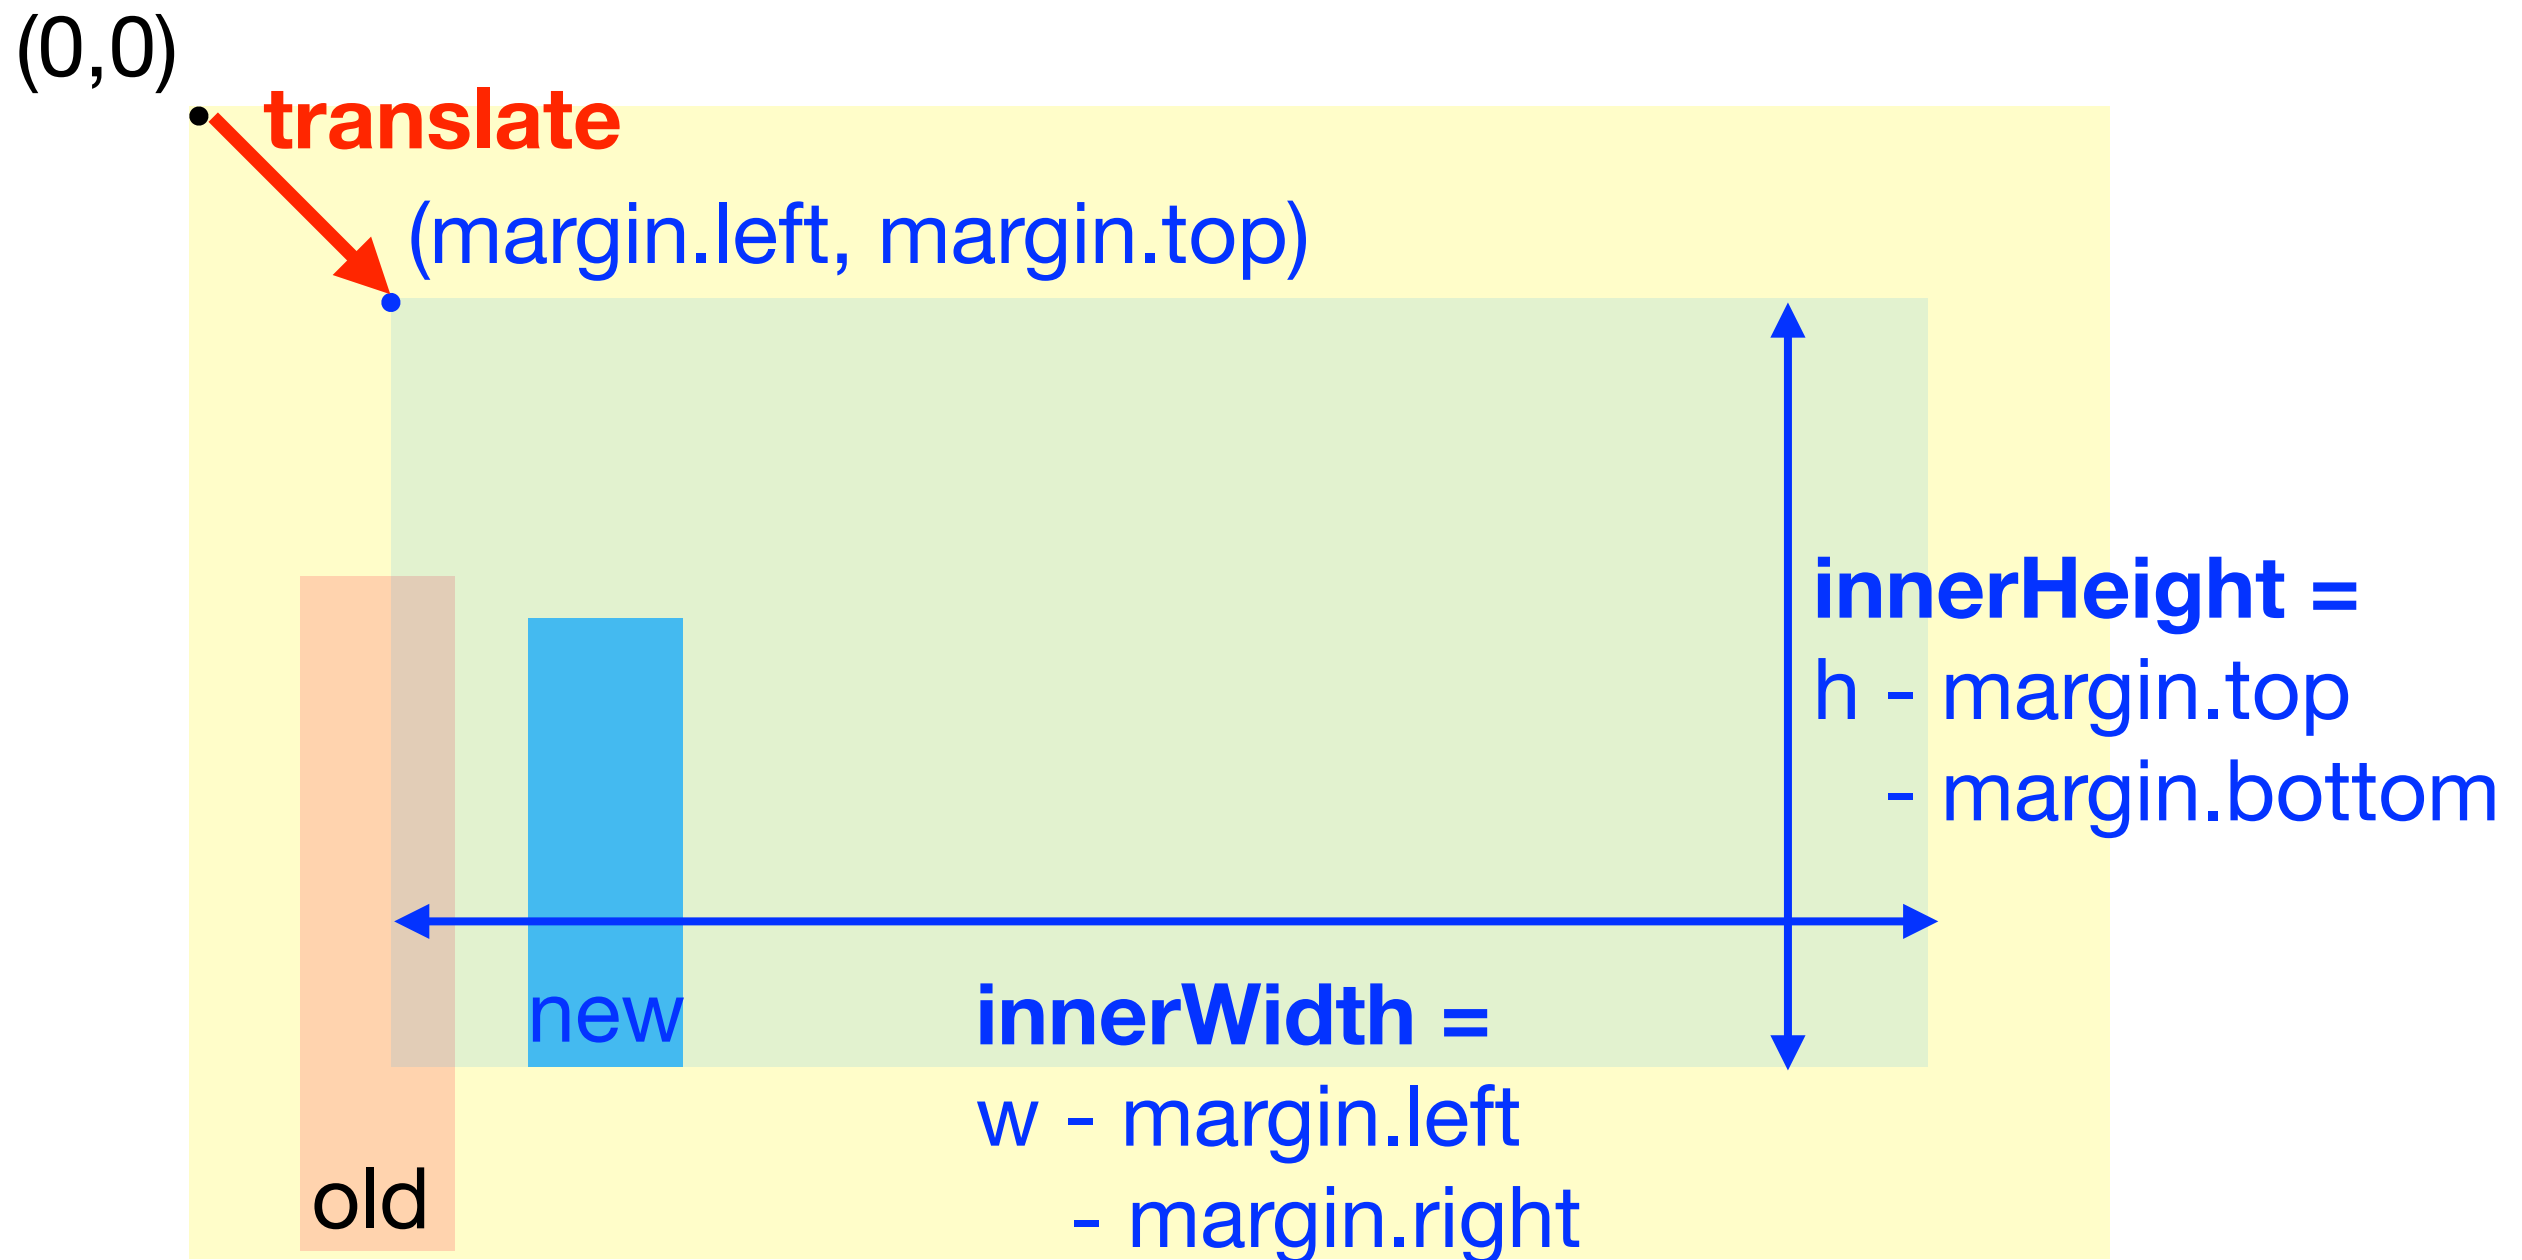 (0,0)
translate
(margin.left, margin.top)
innerHeight =
h - margin.top
- margin.bottom
new
innerWidth =
w - margin.left
- margin.right
old